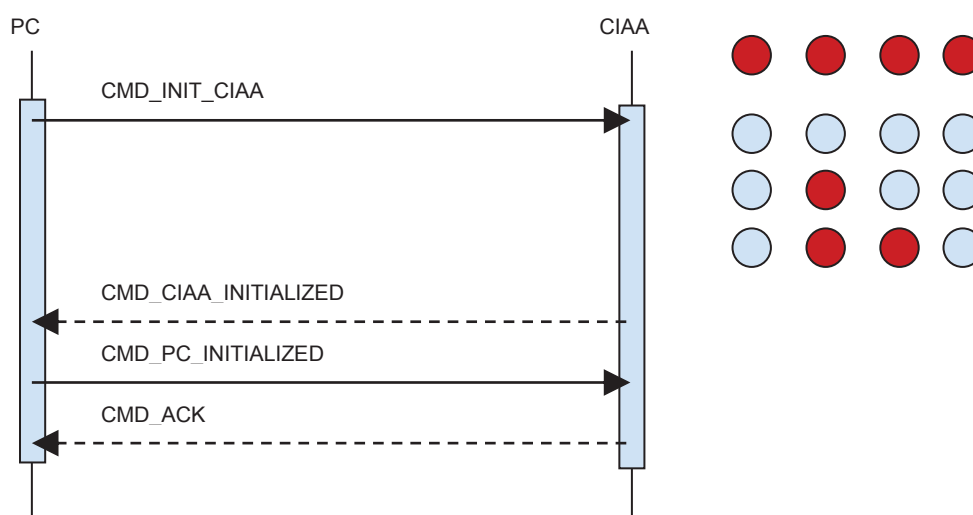 PC
CIAA
CMD_INIT_CIAA
CMD_CIAA_INITIALIZED
CMD_PC_INITIALIZED
CMD_ACK